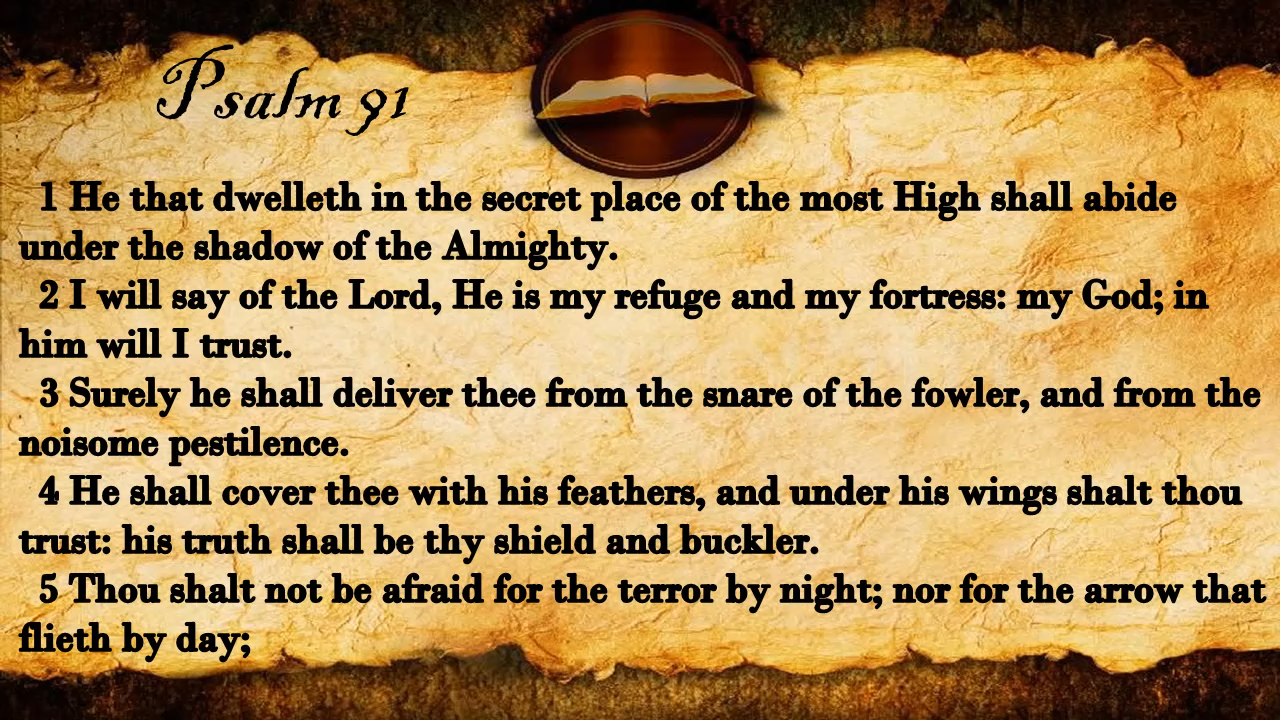 Psalm 91
1 He that dwelleth in the secret place of the most High shall abide
under the shadow of the Almighty.
2 I will say of the Lord, He is my refuge and my fortress: my God; in
him will I trust.
3 Surely he shall deliver thee from the snare of the fowler, and from the
noisome pestilence.
4 He shall cover thee with his feathers, and under his wings shalt thou
trust: his truth shall be thy shield and buckler.
5 Thou shalt not be afraid for the terror by night; nor for the arrow that
flieth by day;